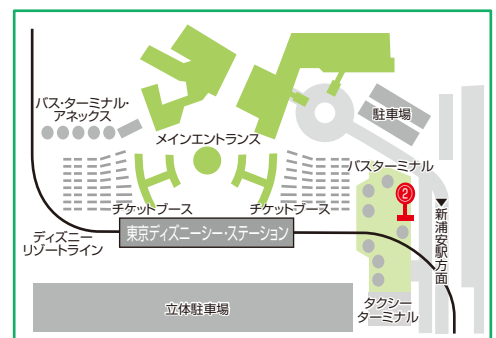 バス・ターミナル・
アネックス
メインエントランス
駐車場
バスターミナル
②
チケットブース
チケットブース
ディズニー
リゾートライン
東京ディズニーシー・ステーション
▼新浦安駅方面
立体駐車場
タクシー
ターミナル